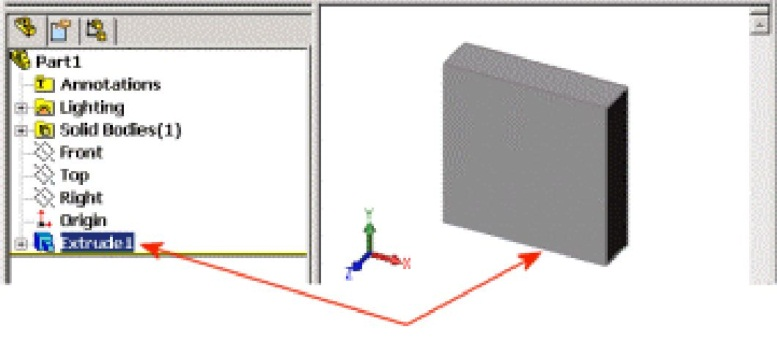 Part1
Annotations
Lighting
Solid Bodies(1)
Front
Top
Right
Origin
Extrude1
Y
X
Z